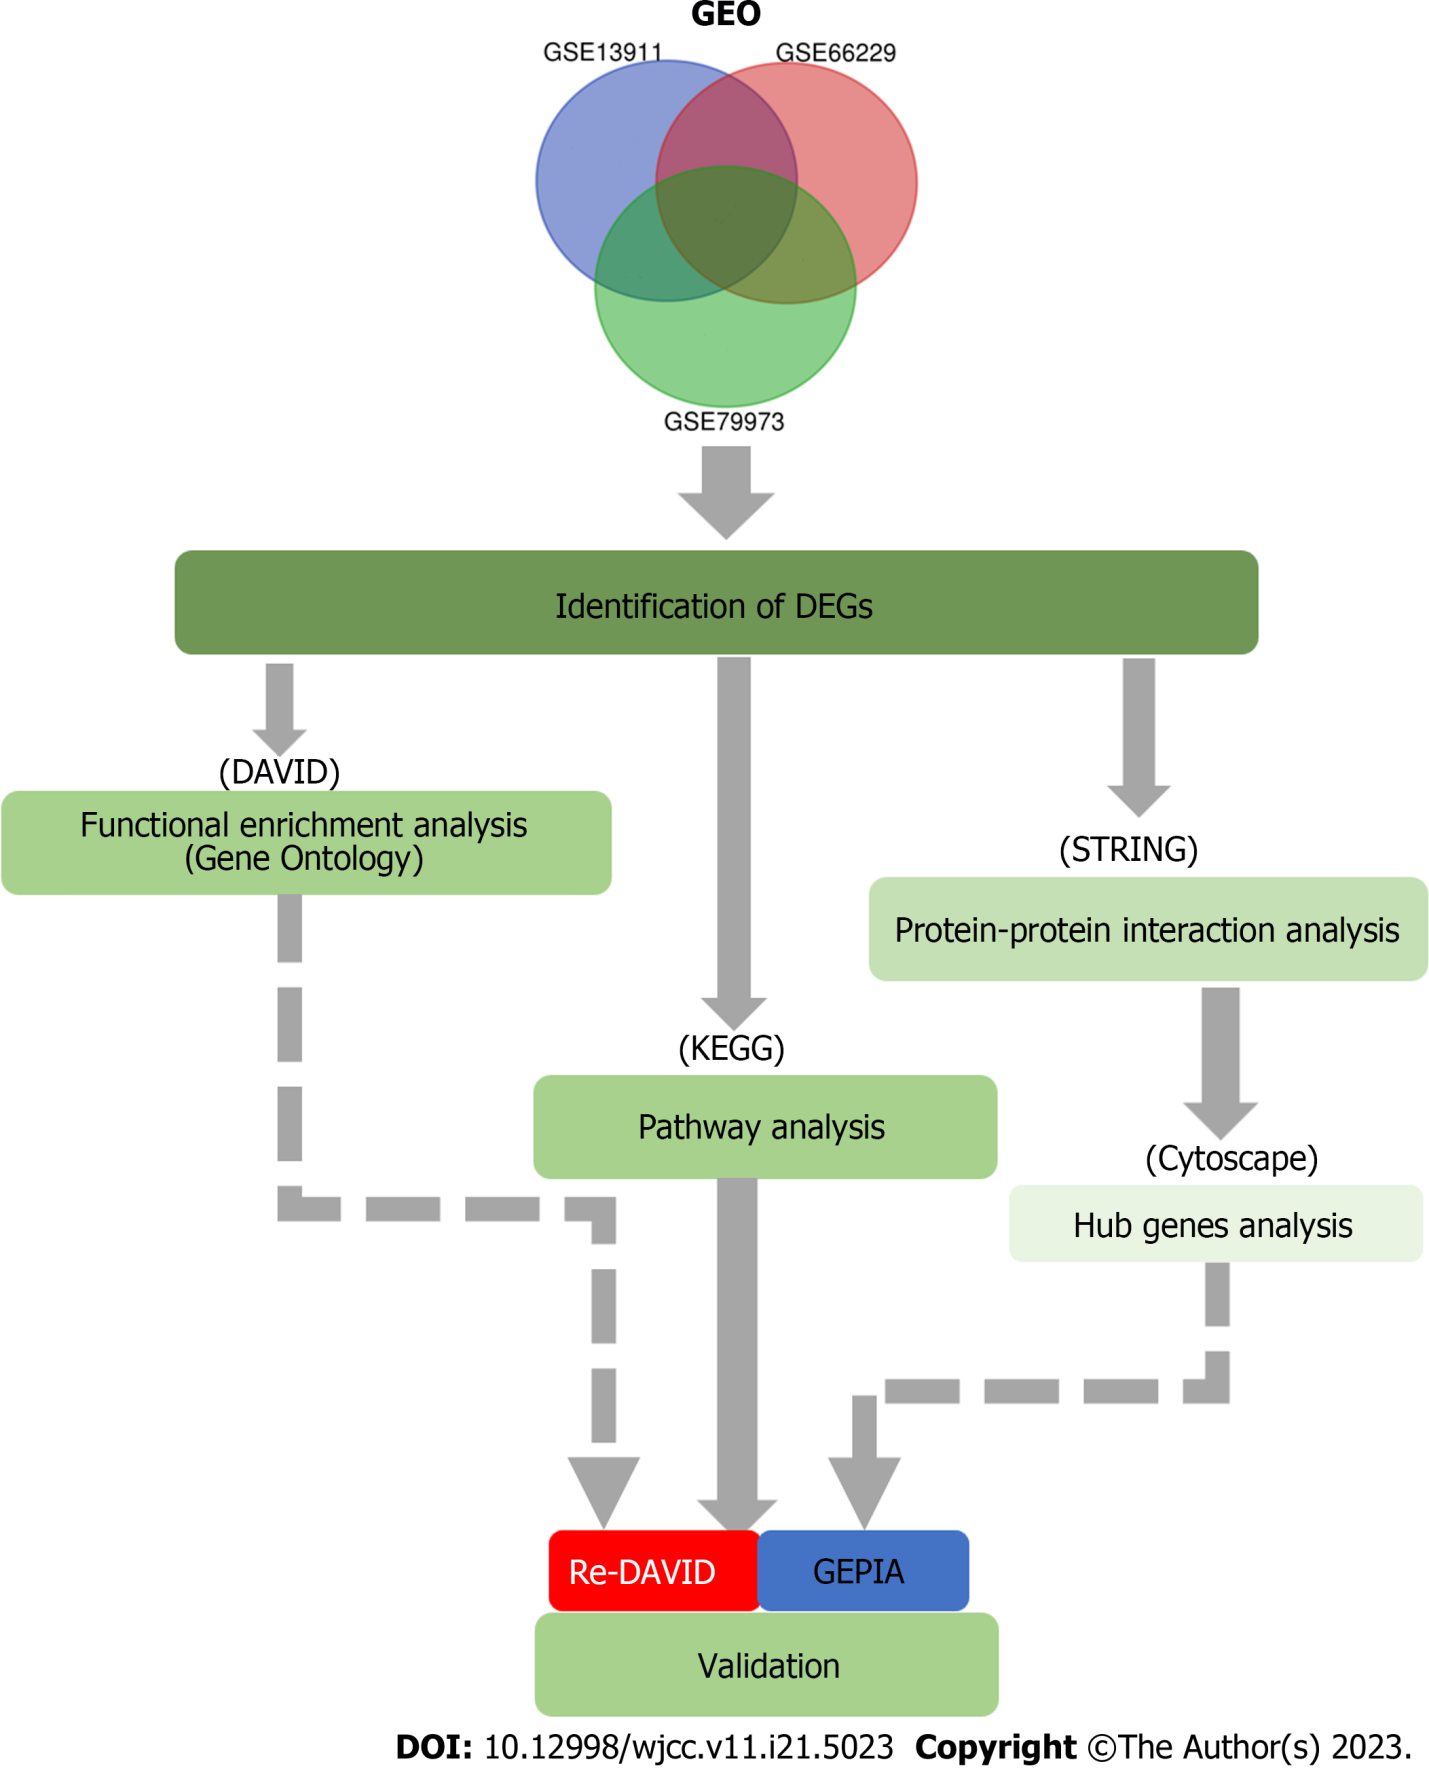 GEO
GSE13911
GSE66229
GSE79973
Identification of DEGs
(DAVID)
Functional enrichment analysis
(Gene Ontology)
(STRING)
Protein-protein interaction analysis
(KEGG)
Pathway analysis
(Cytoscape)
Hub genes analysis
Re-DAVID
GEPIA
Validation
DOI: 10.12998/wjcc.v11.i21.5023 Copyright ©The Author(s) 2023.